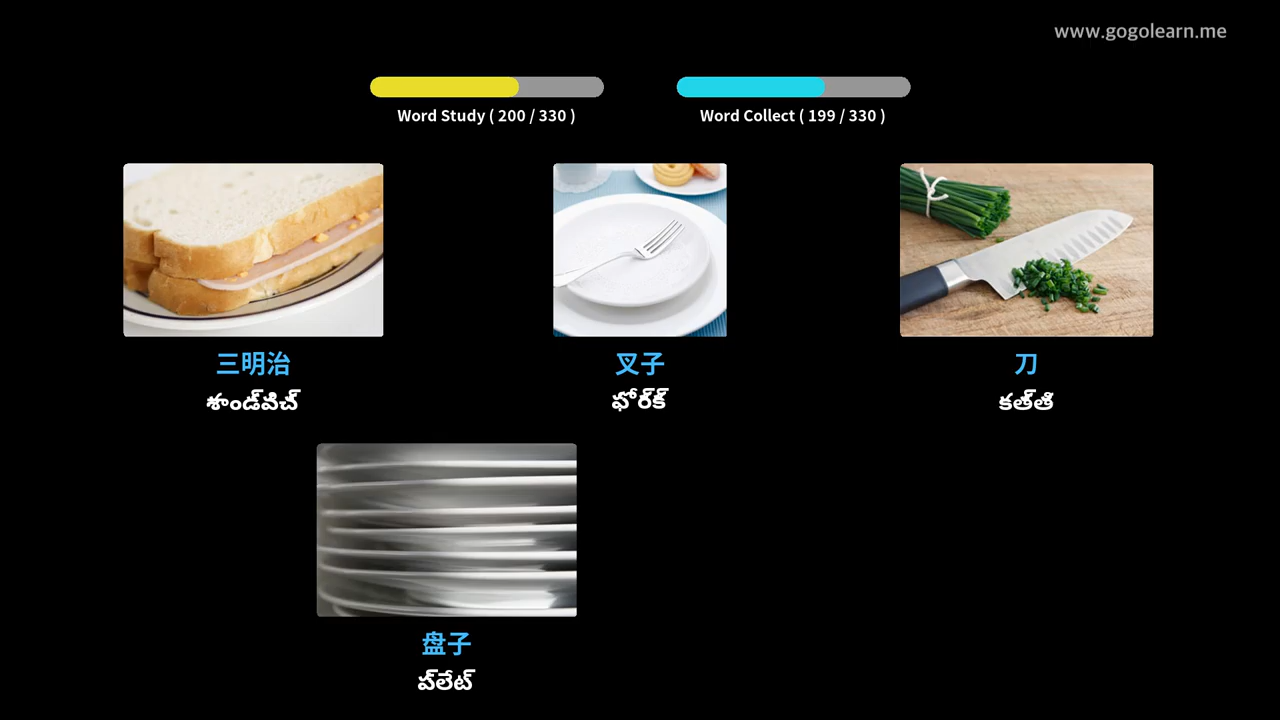 www.gogolearn.me
Word Study ( 200 / 330 )
Word Collect ( 199 / 330 )
三明治
叉子
刀
శాండ్‌విచ్
ఫోర్క్
కత్తి
盘子
ప్లేట్